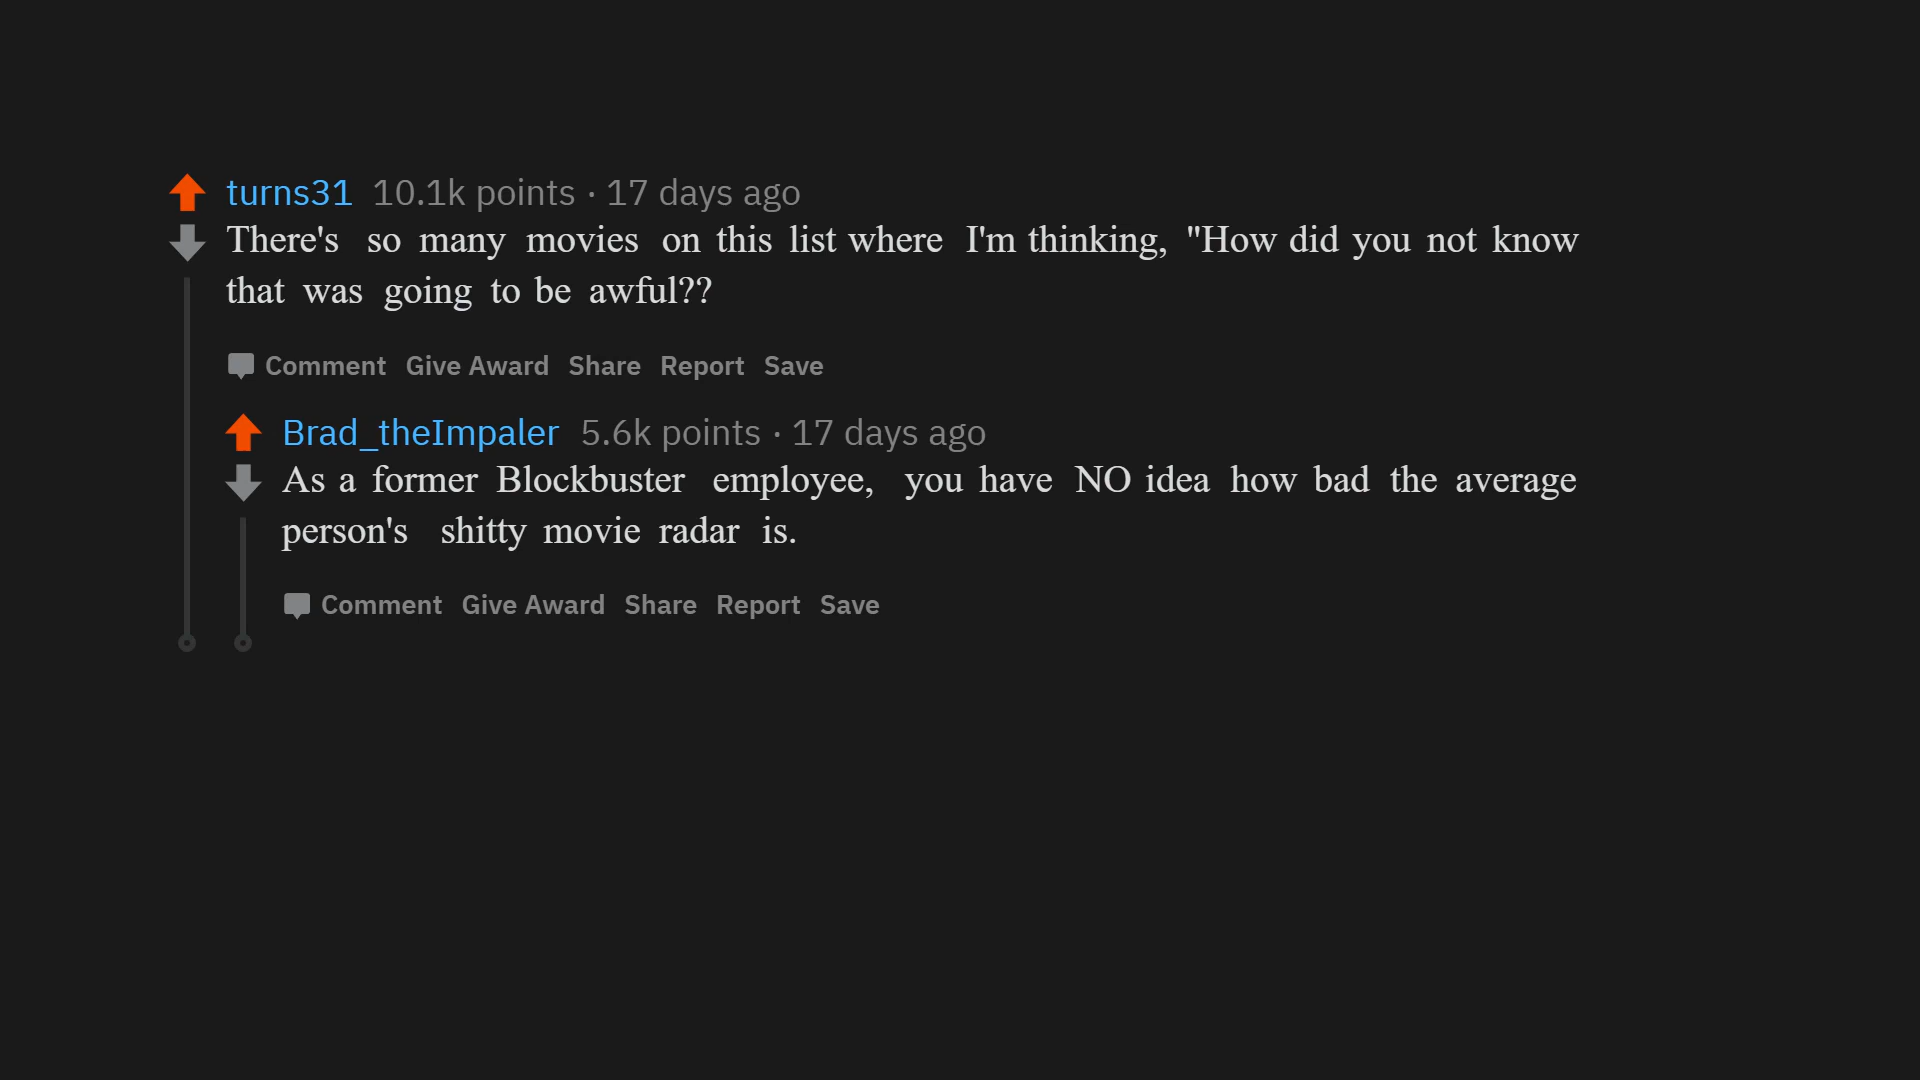 turns31 10.1k points · 17 days ago
There's so many movies on this list where I'm thinking, "How did you not know
that was going to be awful??
Comment Give Award Share Report Save
Brad_theImpaler 5.6k points · 17 days ago
As a former Blockbuster employee, you have NO idea how bad the average
person's shitty movie radar is.
Comment Give Award Share Report Save